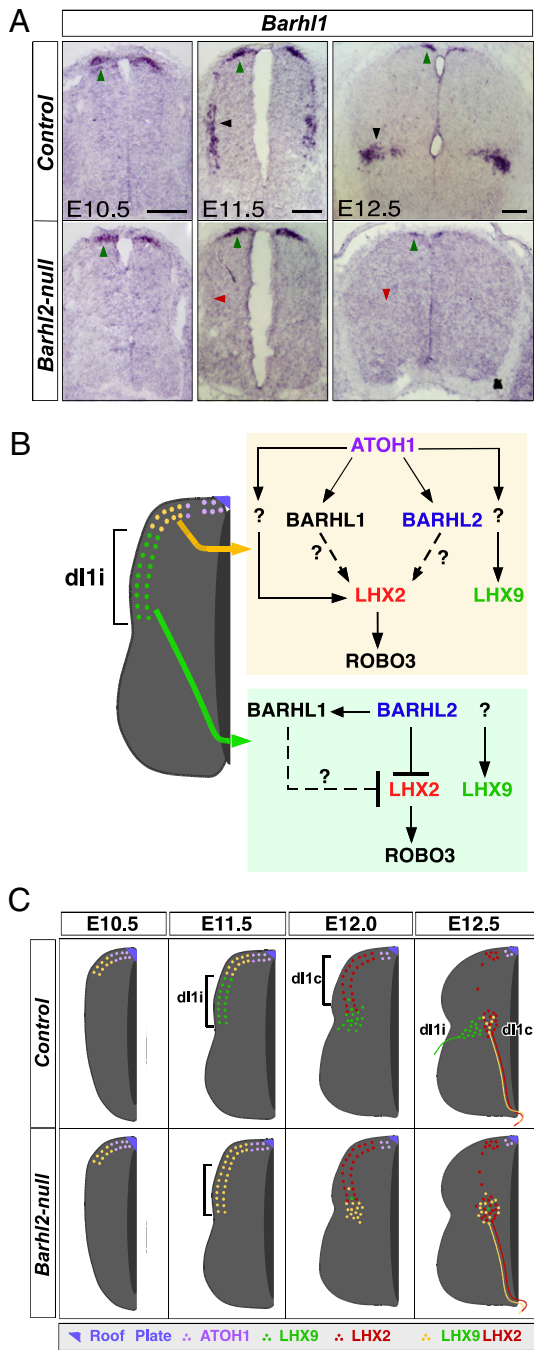 A
Barhl1
Control
E10.5
E11.5
E12.5
Barhl2-null
B
dI1i
ATOH1
?
BARHL1
BARHL2
?
?
?
LHX2
LHX9
ROBO3
BARHL1
BARHL2
?
?
LHX2
LHX9
ROBO3
C
E10.5
E11.5
E12.0
E12.5
Control
dI1i
dI1c
dI1i
dI1c
Barhl2-null
Roof Plate
ATOH1
LHX9
LHX2
LHX9LHX2